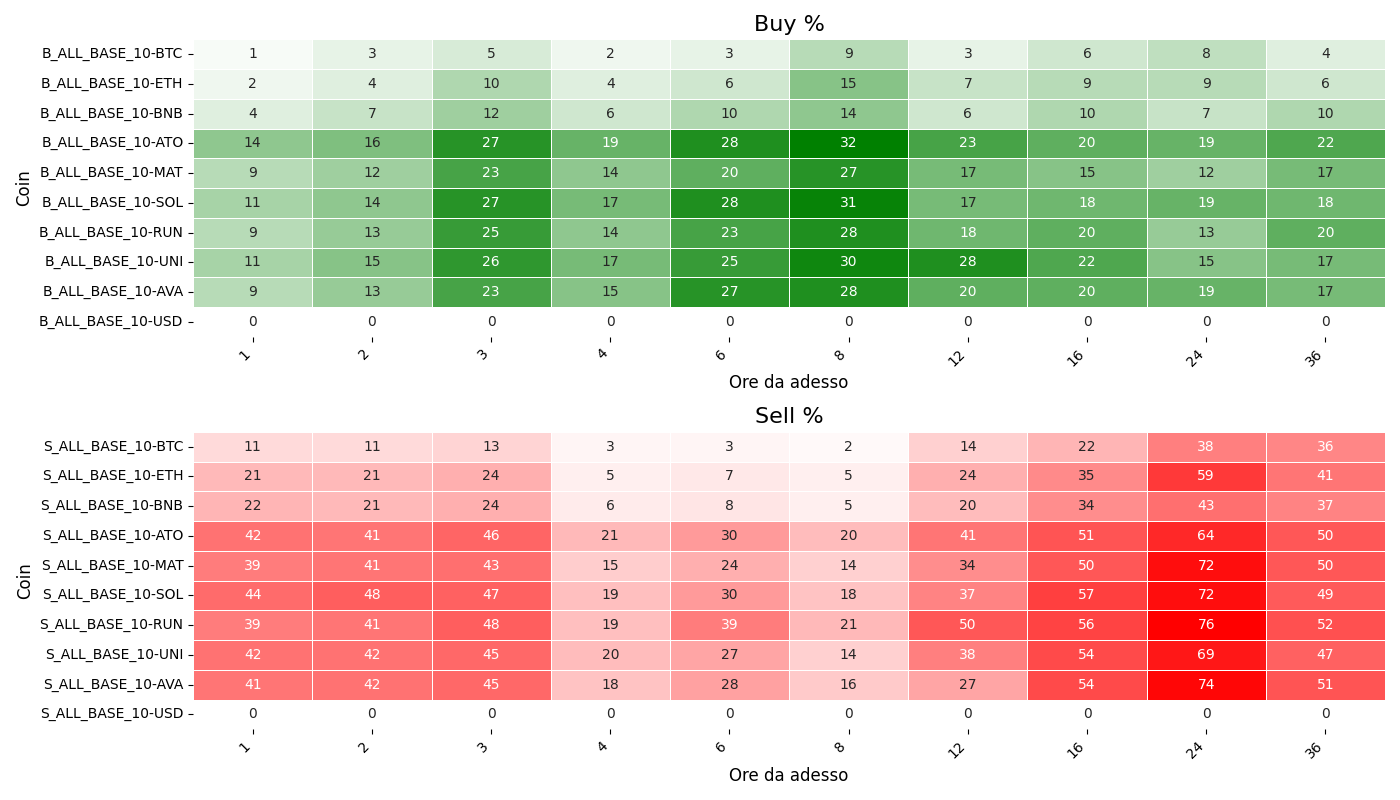 Buy %
Coin
B_ALL_BASE_10-BTC 1 3 5 2 3 9 3 6 8 4
B_ALL_BASE_10-ETH 2 4 10 4 6 15 7 9 9 6
B_ALL_BASE_10-BNB 4 7 12 6 10 14 6 10 7 10
B_ALL_BASE_10-ATO 14 16 27 19 28 32 23 20 19 22
B_ALL_BASE_10-MAT 9 12 23 14 20 27 17 15 12 17
B_ALL_BASE_10-SOL 11 14 27 17 28 31 17 18 19 18
B_ALL_BASE_10-RUN 9 13 25 14 23 28 18 20 13 20
B_ALL_BASE_10-UNI 11 15 26 17 25 30 28 22 15 17
B_ALL_BASE_10-AVA 9 13 23 15 27 28 20 20 19 17
B_ALL_BASE_10-USD 0 0 0 0 0 0 0 0 0 0
1 2 3 4 6 8 12 16 24 36
Ore da adesso
Sell %
Coin
S_ALL_BASE_10-BTC 11 11 13 3 3 2 14 22 38 36
S_ALL_BASE_10-ETH 21 21 24 5 7 5 24 35 59 41
S_ALL_BASE_10-BNB 22 21 24 6 8 5 20 34 43 37
S_ALL_BASE_10-ATO 42 41 46 21 30 20 41 51 64 50
S_ALL_BASE_10-MAT 39 41 43 15 24 14 34 50 72 50
S_ALL_BASE_10-SOL 44 48 47 19 30 18 37 57 72 49
S_ALL_BASE_10-RUN 39 41 48 19 39 21 50 56 76 52
S_ALL_BASE_10-UNI 42 42 45 20 27 14 38 54 69 47
S_ALL_BASE_10-AVA 41 42 45 18 28 16 27 54 74 51
S_ALL_BASE_10-USD 0 0 0 0 0 0 0 0 0 0
1 2 3 4 6 8 12 16 24 36
Ore da adesso